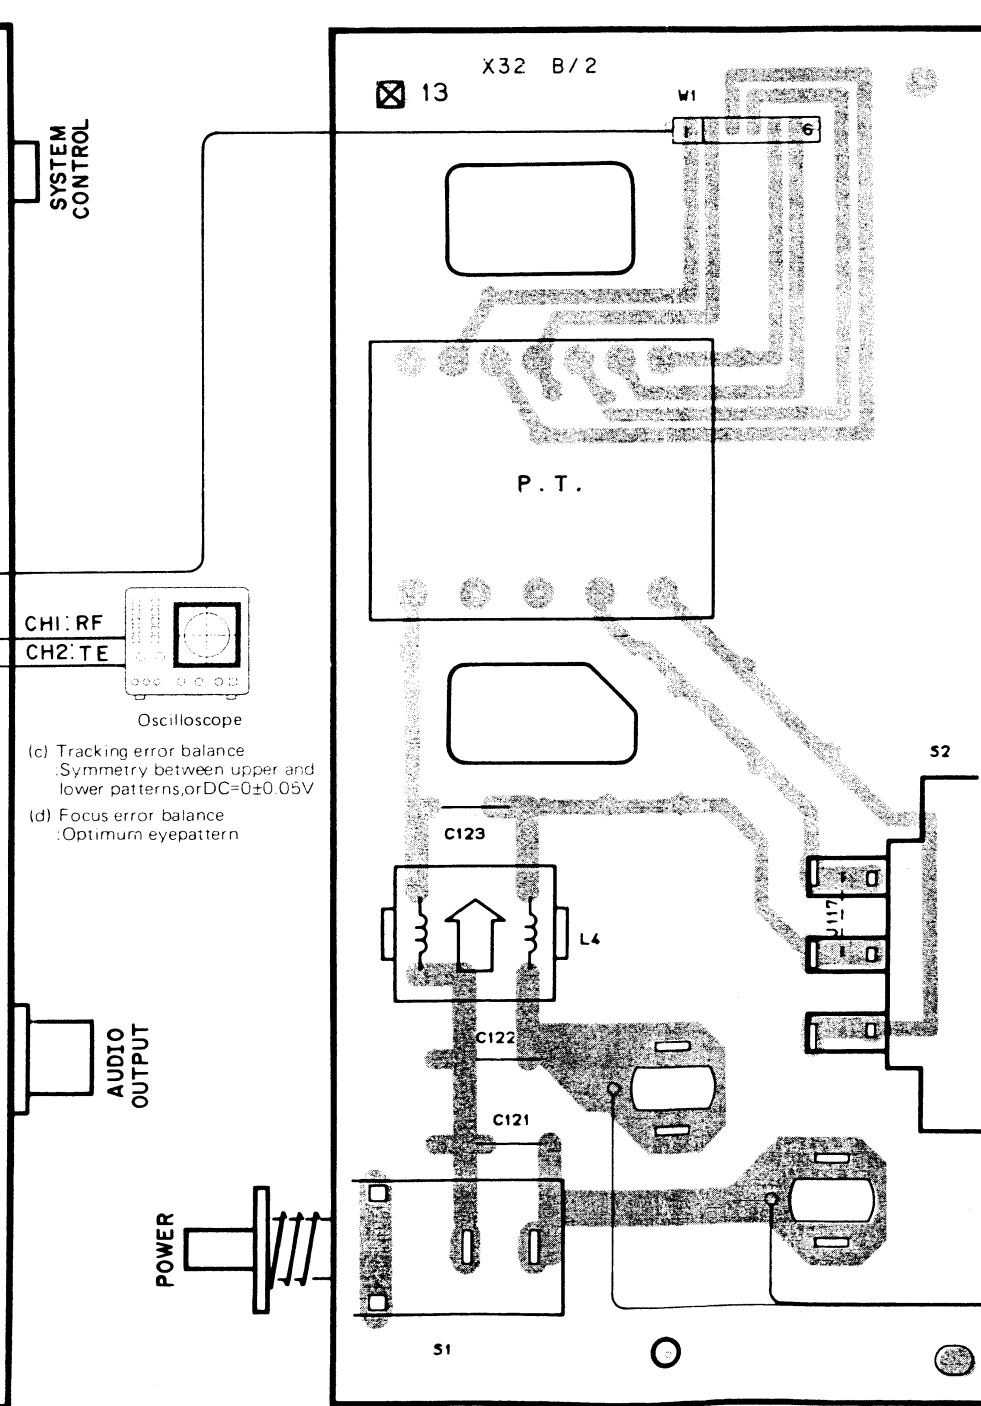 X32 B/2
13
W1
1
6
SYSTEM
CONTROL
P.T.
CH1:RF
CH2:TE
Oscilloscope
(c) Tracking error balance
:Symmetry between upper and
lower patterns,orDC=0±0.05V
(d) Focus error balance
:Optimum eyepattern
S2
C123
J117
L4
C122
AUDIO
OUTPUT
C121
POWER
S1